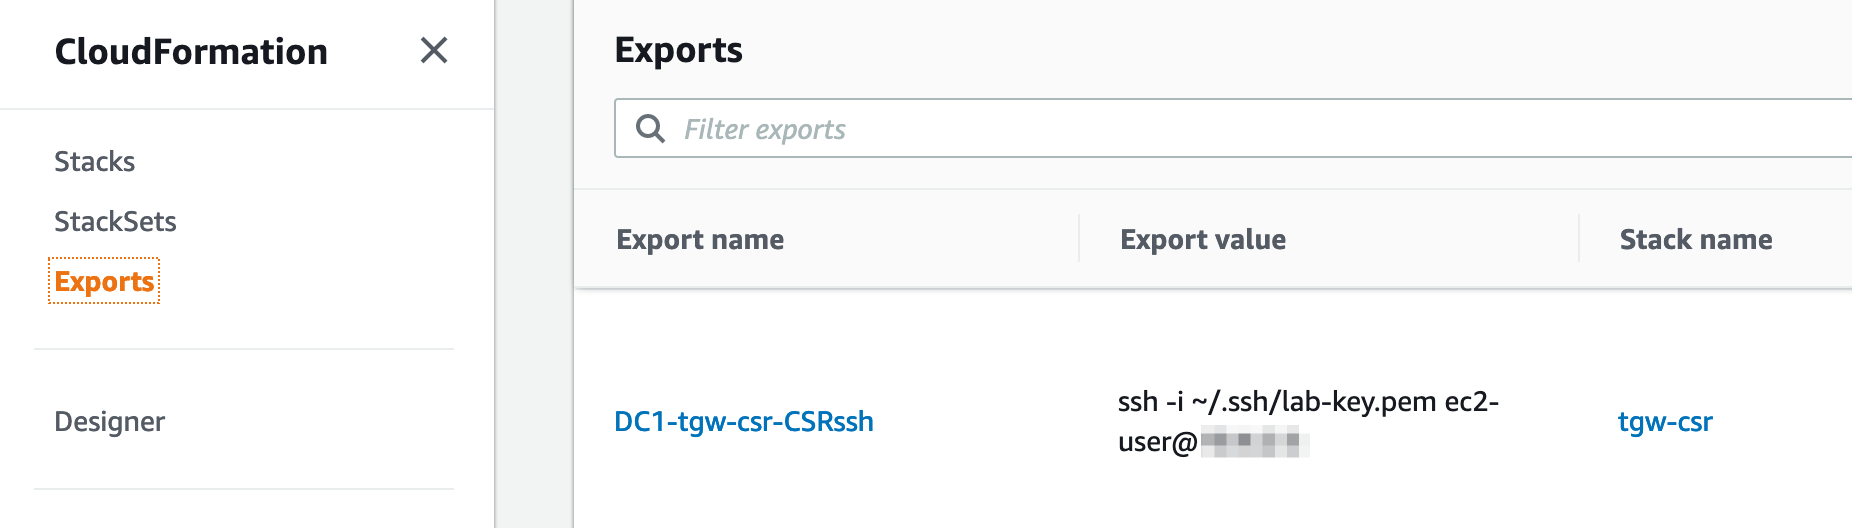 CloudFormation
Stacks
StackSets
Exports
Designer
Exports
Filter exports
Export name Export value Stack name
DC1-tgw-csr-CSRssh
ssh -i ~/.ssh/lab-key.pem ec2-
user@
tgw-csr